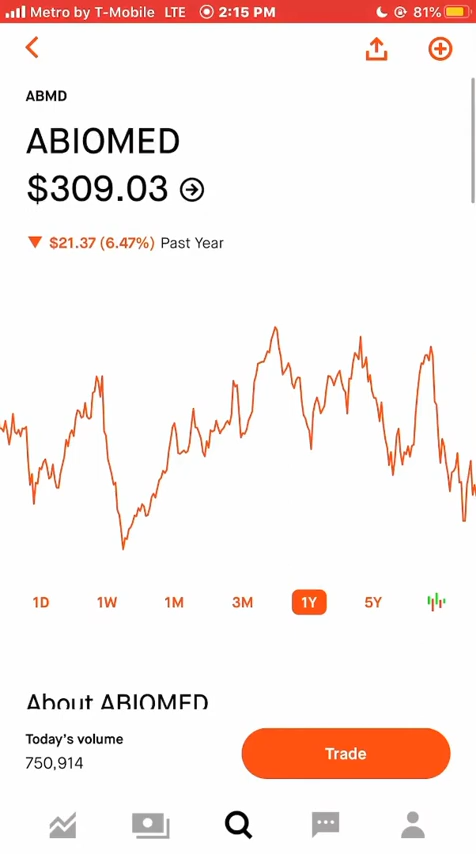 Metro by T-Mobile LTE 2:15 PM 81%
ABMD
ABIOMED
$309.03
$21.37 (6.47%) Past Year
1D 1W 1M 3M 1Y 5Y
About ABIOMED
Today's volume
750,914
Trade